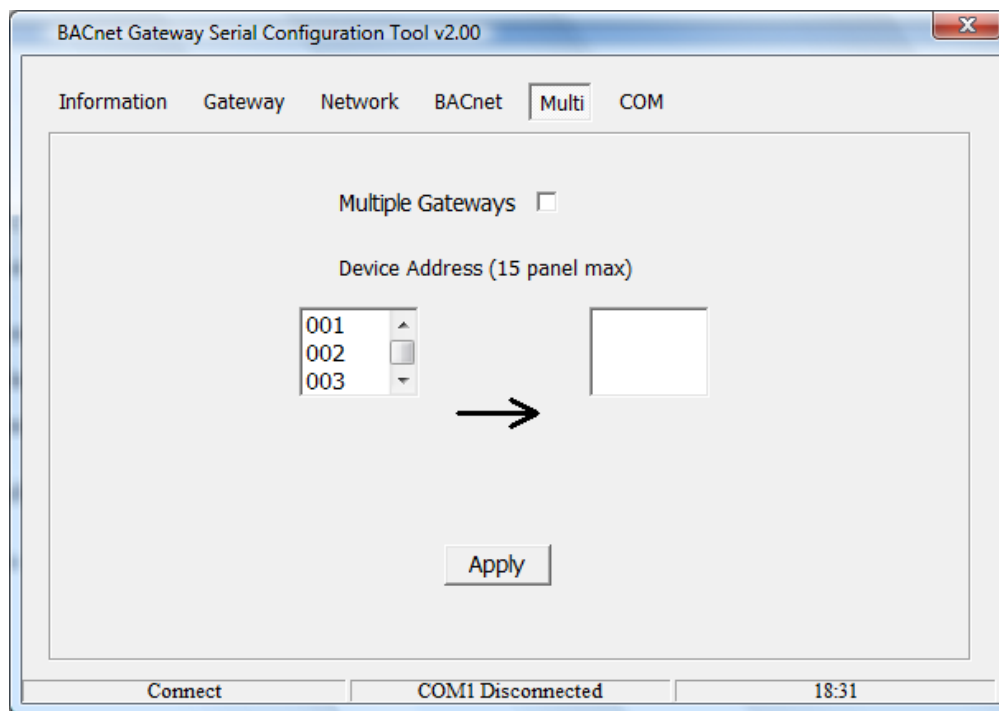 BACnet Gateway Serial Configuration Tool v2.00
Information Gateway Network BACnet Multi COM
Multiple Gateways
Device Address (15 panel max)
001
002
003
Apply
Connect COM1 Disconnected 18:31